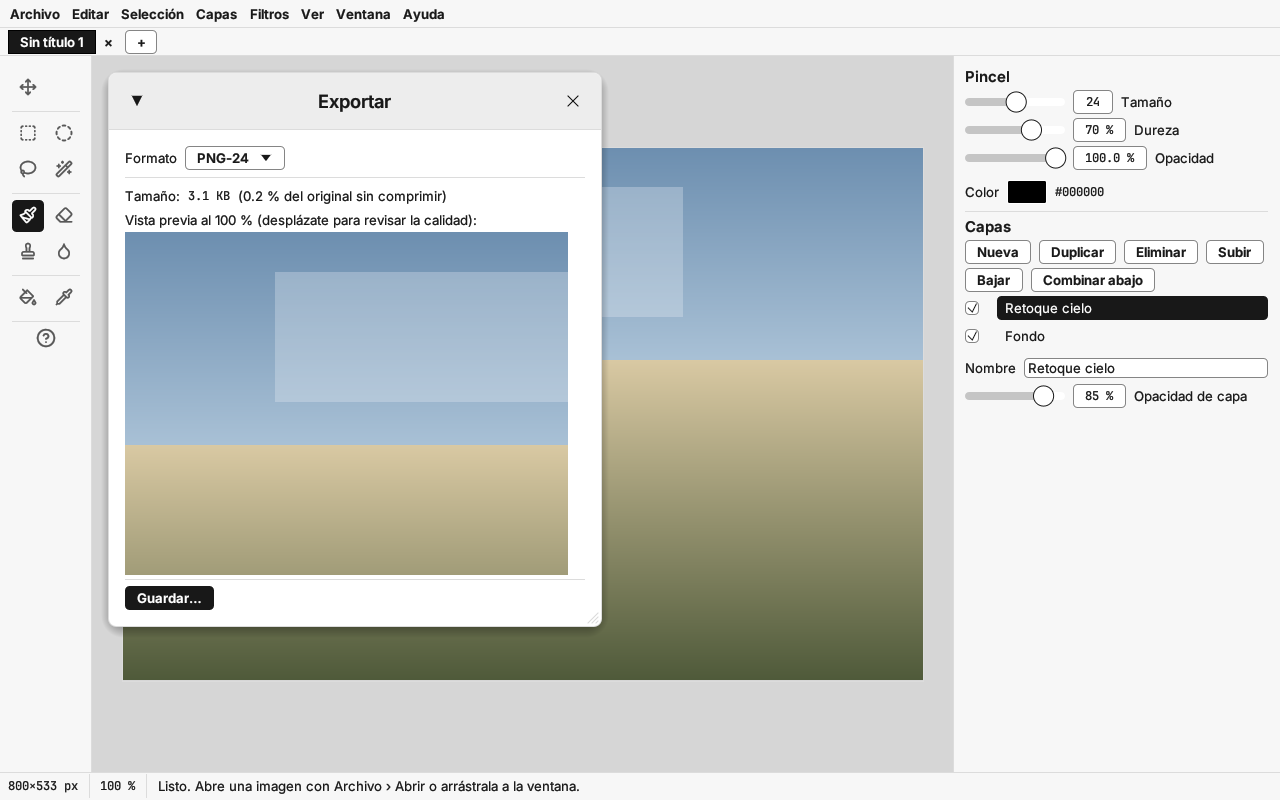 Archivo Editar Selección Capas Filtros Ver Ventana Ayuda
Sin título 1 × +
▼ Exportar
Formato PNG-24 ▼
Tamaño: 3.1 KB (0.2 % del original sin comprimir)
Vista previa al 100 % (desplázate para revisar la calidad):
Guardar...
Pincel
24 Tamaño
70 % Dureza
100.0 % Opacidad
Color #000000
Capas
Nueva Duplicar Eliminar Subir
Bajar Combinar abajo
Retoque cielo
Fondo
Nombre Retoque cielo
85 % Opacidad de capa
800×533 px 100 % Listo. Abre una imagen con Archivo › Abrir o arrástrala a la ventana.